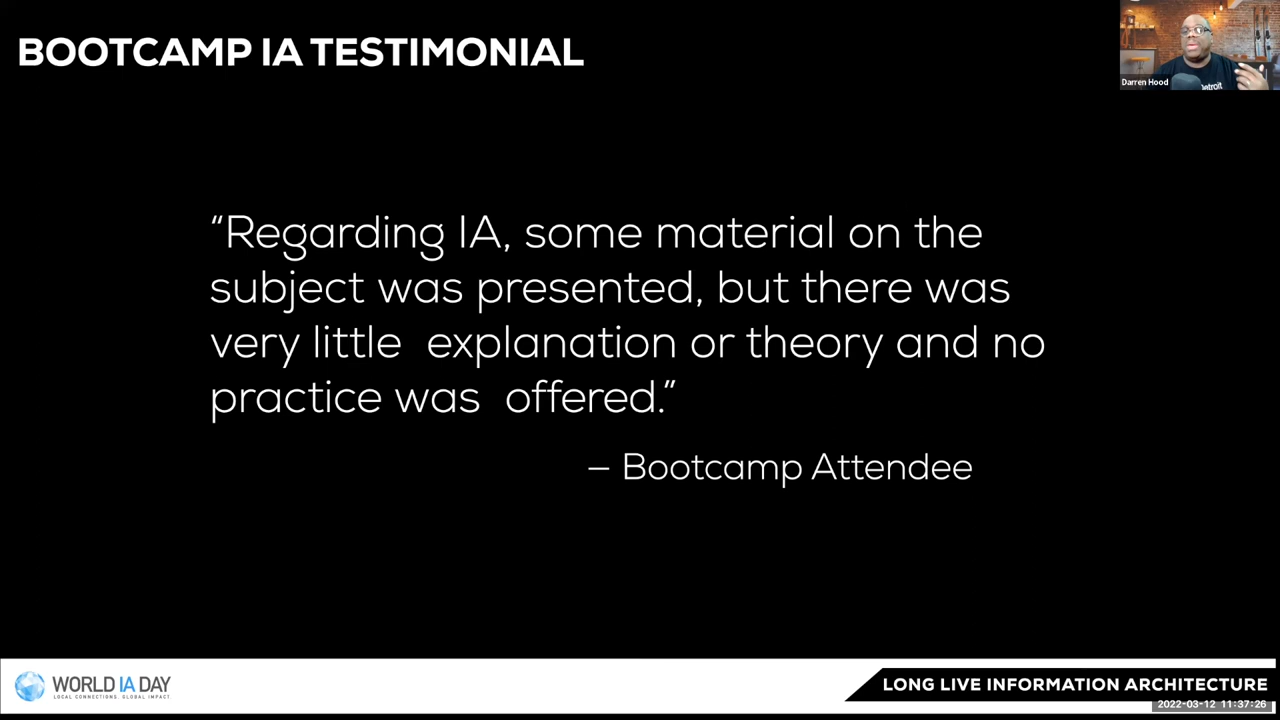 BOOTCAMP IA TESTIMONIAL
Darren Hood
etroit
“Regarding IA, some material on the
subject was presented, but there was
very little  explanation or theory and no
practice was  offered.”
– Bootcamp Attendee
WORLD IA DAY
LOCAL CONNECTIONS. GLOBAL IMPACT.
LONG LIVE INFORMATION ARCHITECTURE
2022-03-12 11:37:26